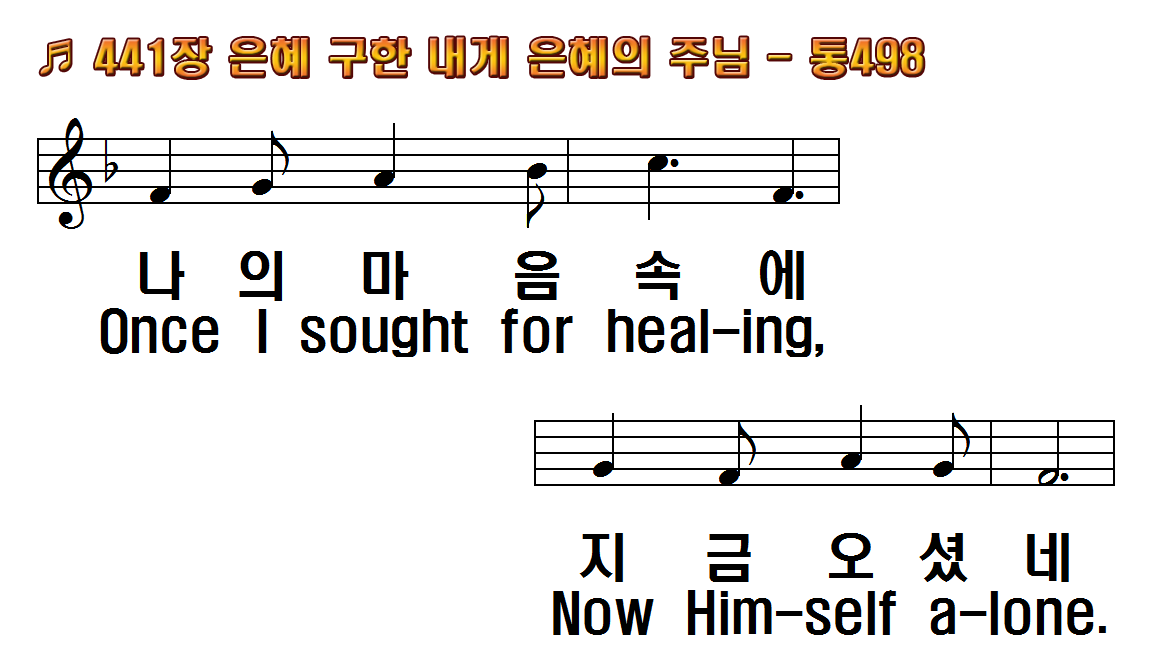 ♬ 441장 은혜 구한 내게 은혜의 주님 - 통498
나 의 마 음 속 에
Once I sought for heal-ing,
지 금 오 셨 네
Now Him-self a-lone.